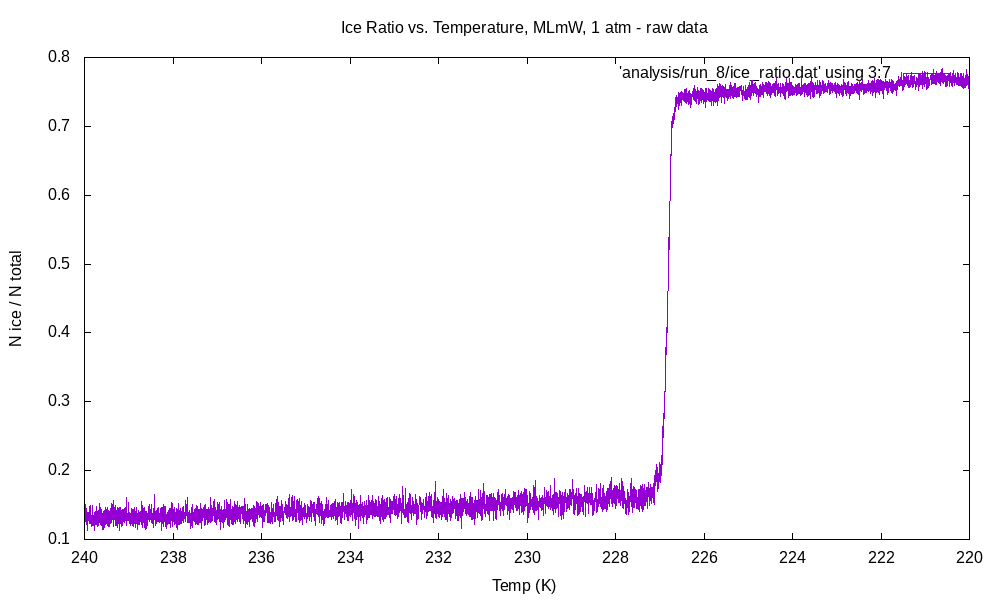 Ice Ratio vs. Temperature, MLmW, 1 atm - raw data
'analysis/run_8/ice_ratio.dat' using 3:7
N ice / N total
0.8
0.7
0.6
0.5
0.4
0.3
0.2
0.1
240 238 236 234 232 230 228 226 224 222 220
Temp (K)